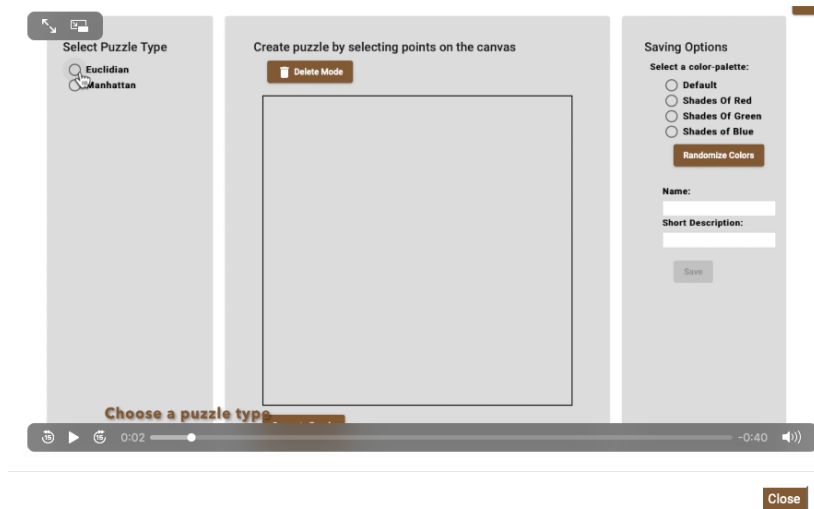 Select Puzzle Type
Euclidian
Manhattan
Create puzzle by selecting points on the canvas
Delete Mode
Saving Options
Select a color-palette:
Default
Shades Of Red
Shades Of Green
Shades of Blue
Randomize Colors
Name:
Short Description:
Save
Choose a puzzle type
15
15
0:02
-0:40
Close